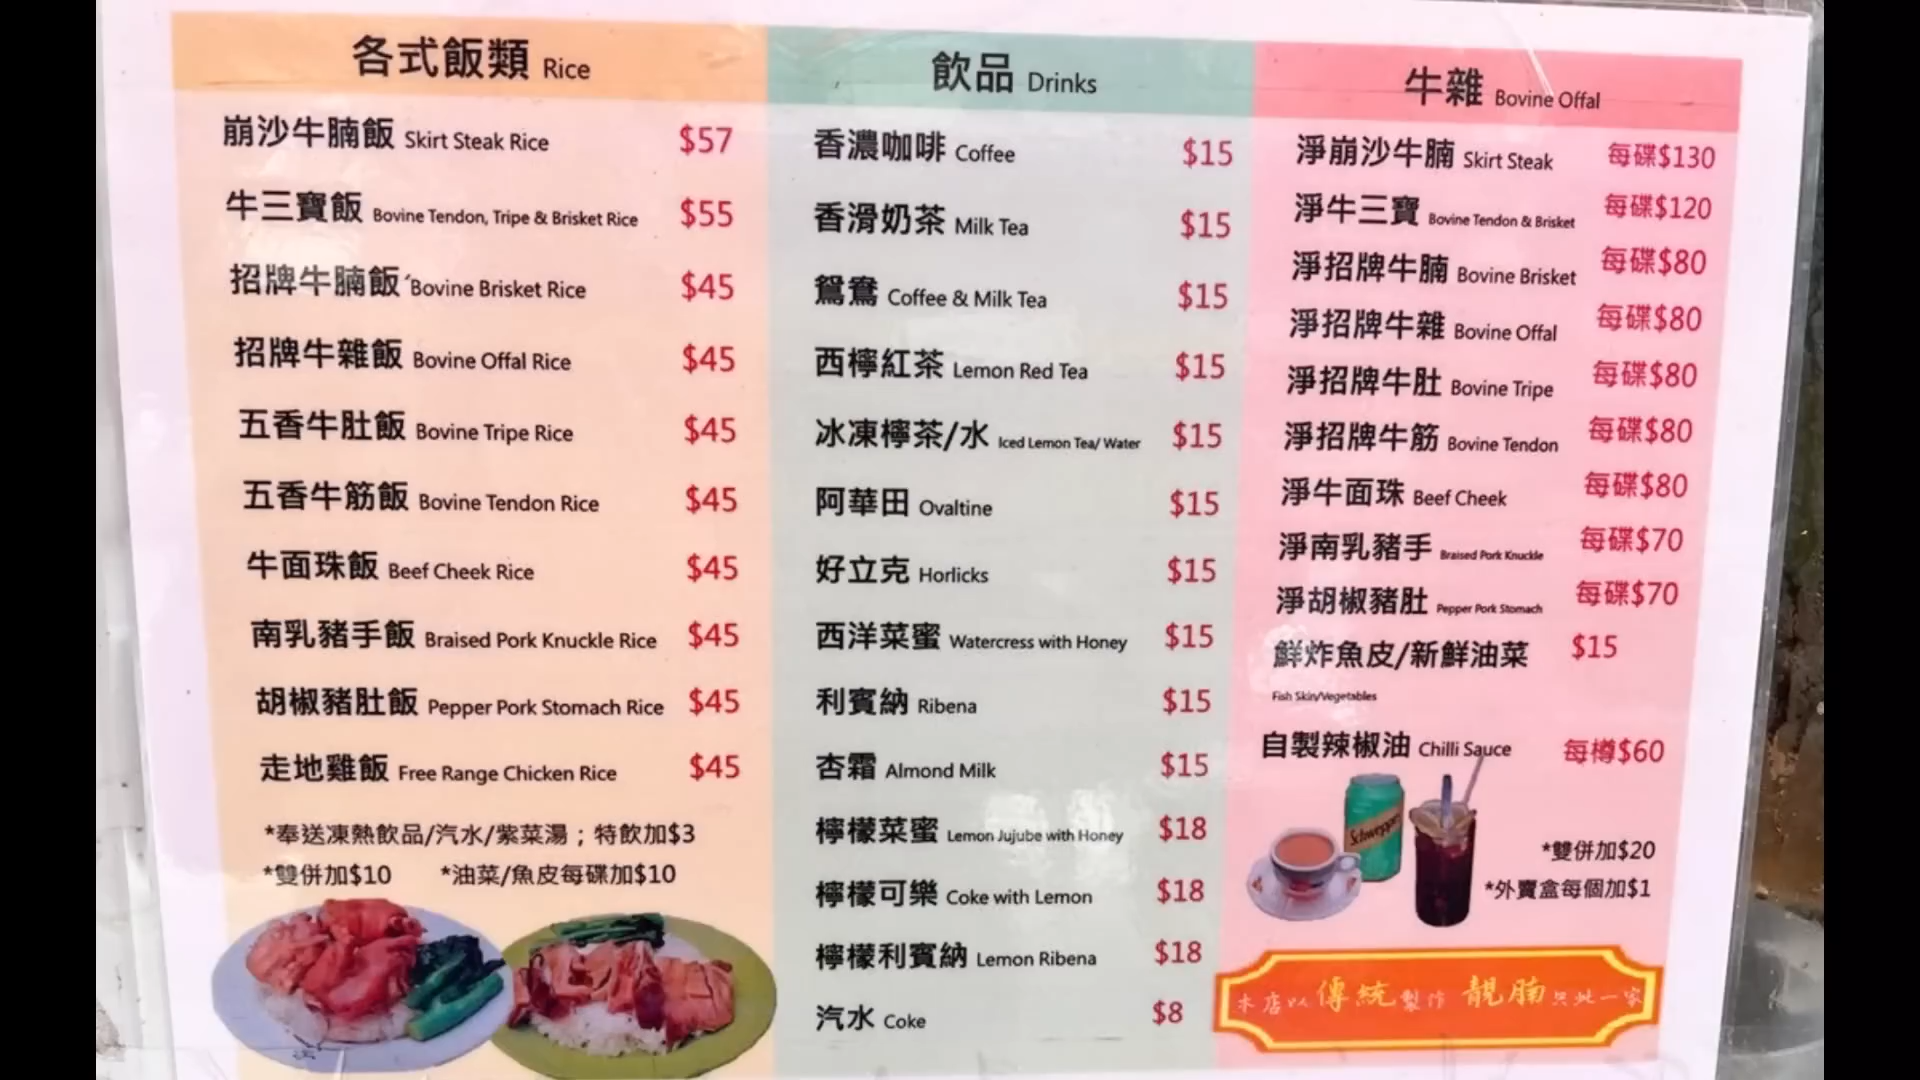 各式飯類 Rice
崩沙牛腩飯 Skirt Steak Rice $57
牛三寶飯 Bovine Tendon, Tripe & Brisket Rice $55
招牌牛腩飯 Bovine Brisket Rice $45
招牌牛雜飯 Bovine Offal Rice $45
五香牛肚飯 Bovine Tripe Rice $45
五香牛筋飯 Bovine Tendon Rice $45
牛面珠飯 Beef Cheek Rice $45
南乳豬手飯 Braised Pork Knuckle Rice $45
胡椒豬肚飯 Pepper Pork Stomach Rice $45
走地雞飯 Free Range Chicken Rice $45
*奉送凍熱飲品/汽水/紫菜湯；特飲加$3
*雙併加$10 *油菜/魚皮每碟加$10
飲品 Drinks
香濃咖啡 Coffee $15
香滑奶茶 Milk Tea $15
鴛鴦 Coffee & Milk Tea $15
西檸紅茶 Lemon Red Tea $15
冰凍檸茶/水 Iced Lemon Tea/ Water $15
阿華田 Ovaltine $15
好立克 Horlicks $15
西洋菜蜜 Watercress with Honey $15
利賓納 Ribena $15
杏霜 Almond Milk $15
檸檬菜蜜 Lemon Jujube with Honey $18
檸檬可樂 Coke with Lemon $18
檸檬利賓納 Lemon Ribena $18
汽水 Coke $8
牛雜 Bovine Offal
淨崩沙牛腩 Skirt Steak 每碟$130
淨牛三寶 Bovine Tendon & Brisket 每碟$120
淨招牌牛腩 Bovine Brisket 每碟$80
淨招牌牛雜 Bovine Offal 每碟$80
淨招牌牛肚 Bovine Tripe 每碟$80
淨招牌牛筋 Bovine Tendon 每碟$80
淨牛面珠 Beef Cheek 每碟$80
淨南乳豬手 Braised Pork Knuckle 每碟$70
淨胡椒豬肚 Pepper Pork Stomach 每碟$70
鮮炸魚皮/新鮮油菜 $15
Fish Skin/Vegetables
自製辣椒油 Chilli Sauce 每樽$60
Schweppes
*雙併加$20
*外賣盒每個加$1
本店以傳統製作 靚腩只此一家